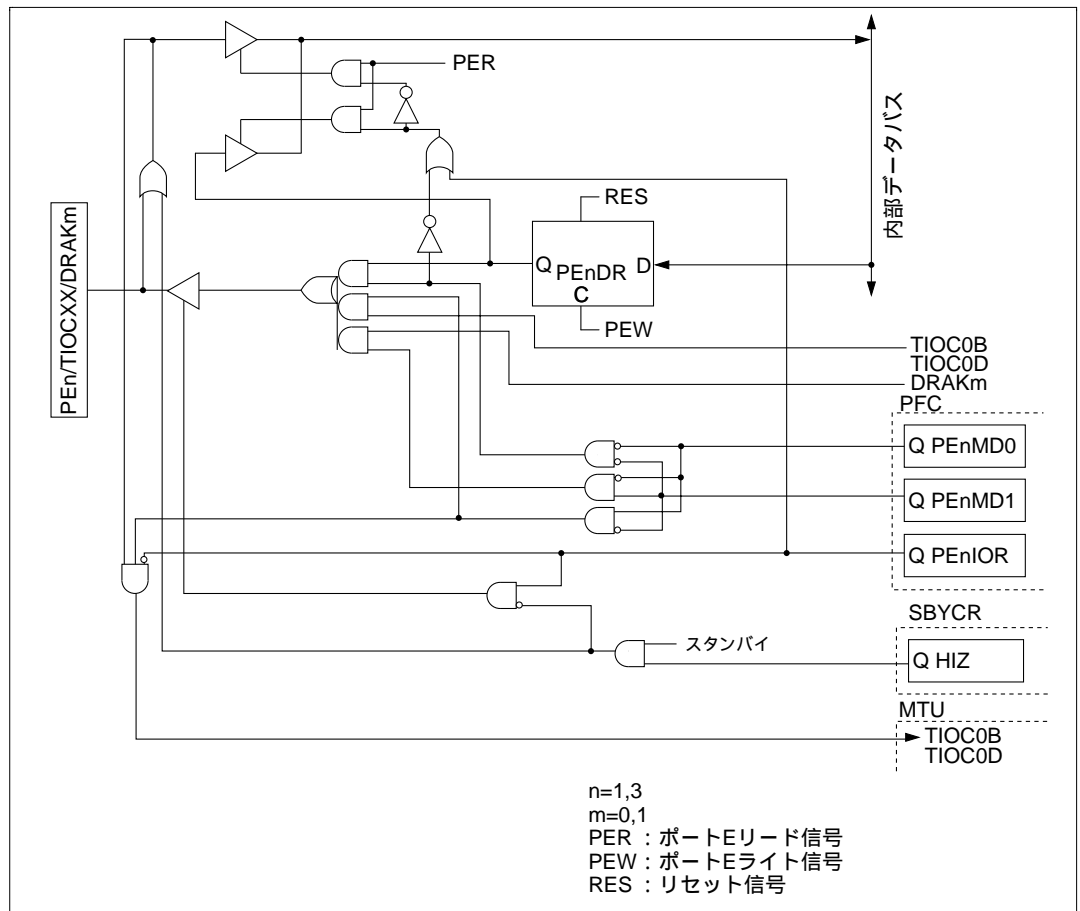 PER
内部データバス
RES
PEn/TIOCXX/DRAKm
Q PEnDR D
C
PEW
TIOC0B
TIOC0D
DRAKm
PFC
Q PEnMD0
Q PEnMD1
Q PEnIOR
SBYCR
スタンバイ
Q HIZ
MTU
TIOC0B
TIOC0D
n=1,3
m=0,1
PER : ポートEリード信号
PEW : ポートEライト信号
RES : リセット信号